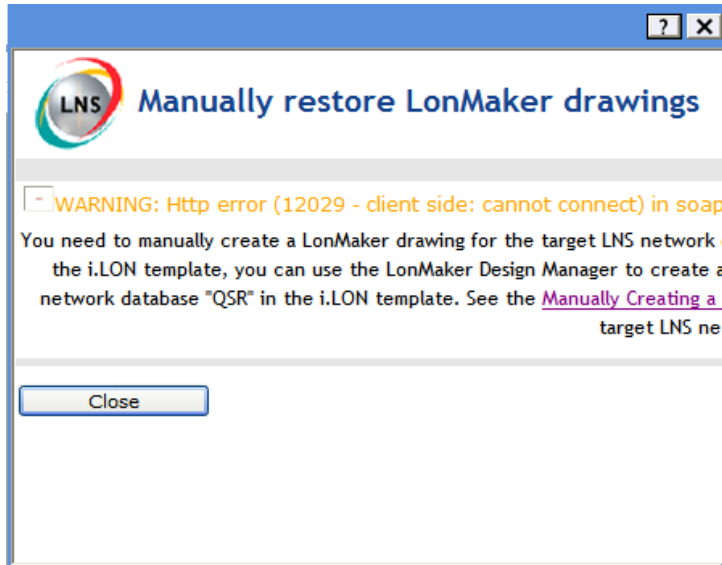 ? X
LNS
Manually restore LonMaker drawings
- WARNING: Http error (12029 - client side: cannot connect) in soap
You need to manually create a LonMaker drawing for the target LNS network
the i.LON template, you can use the LonMaker Design Manager to create a
network database "QSR" in the i.LON template. See the Manually Creating a
target LNS ne
Close